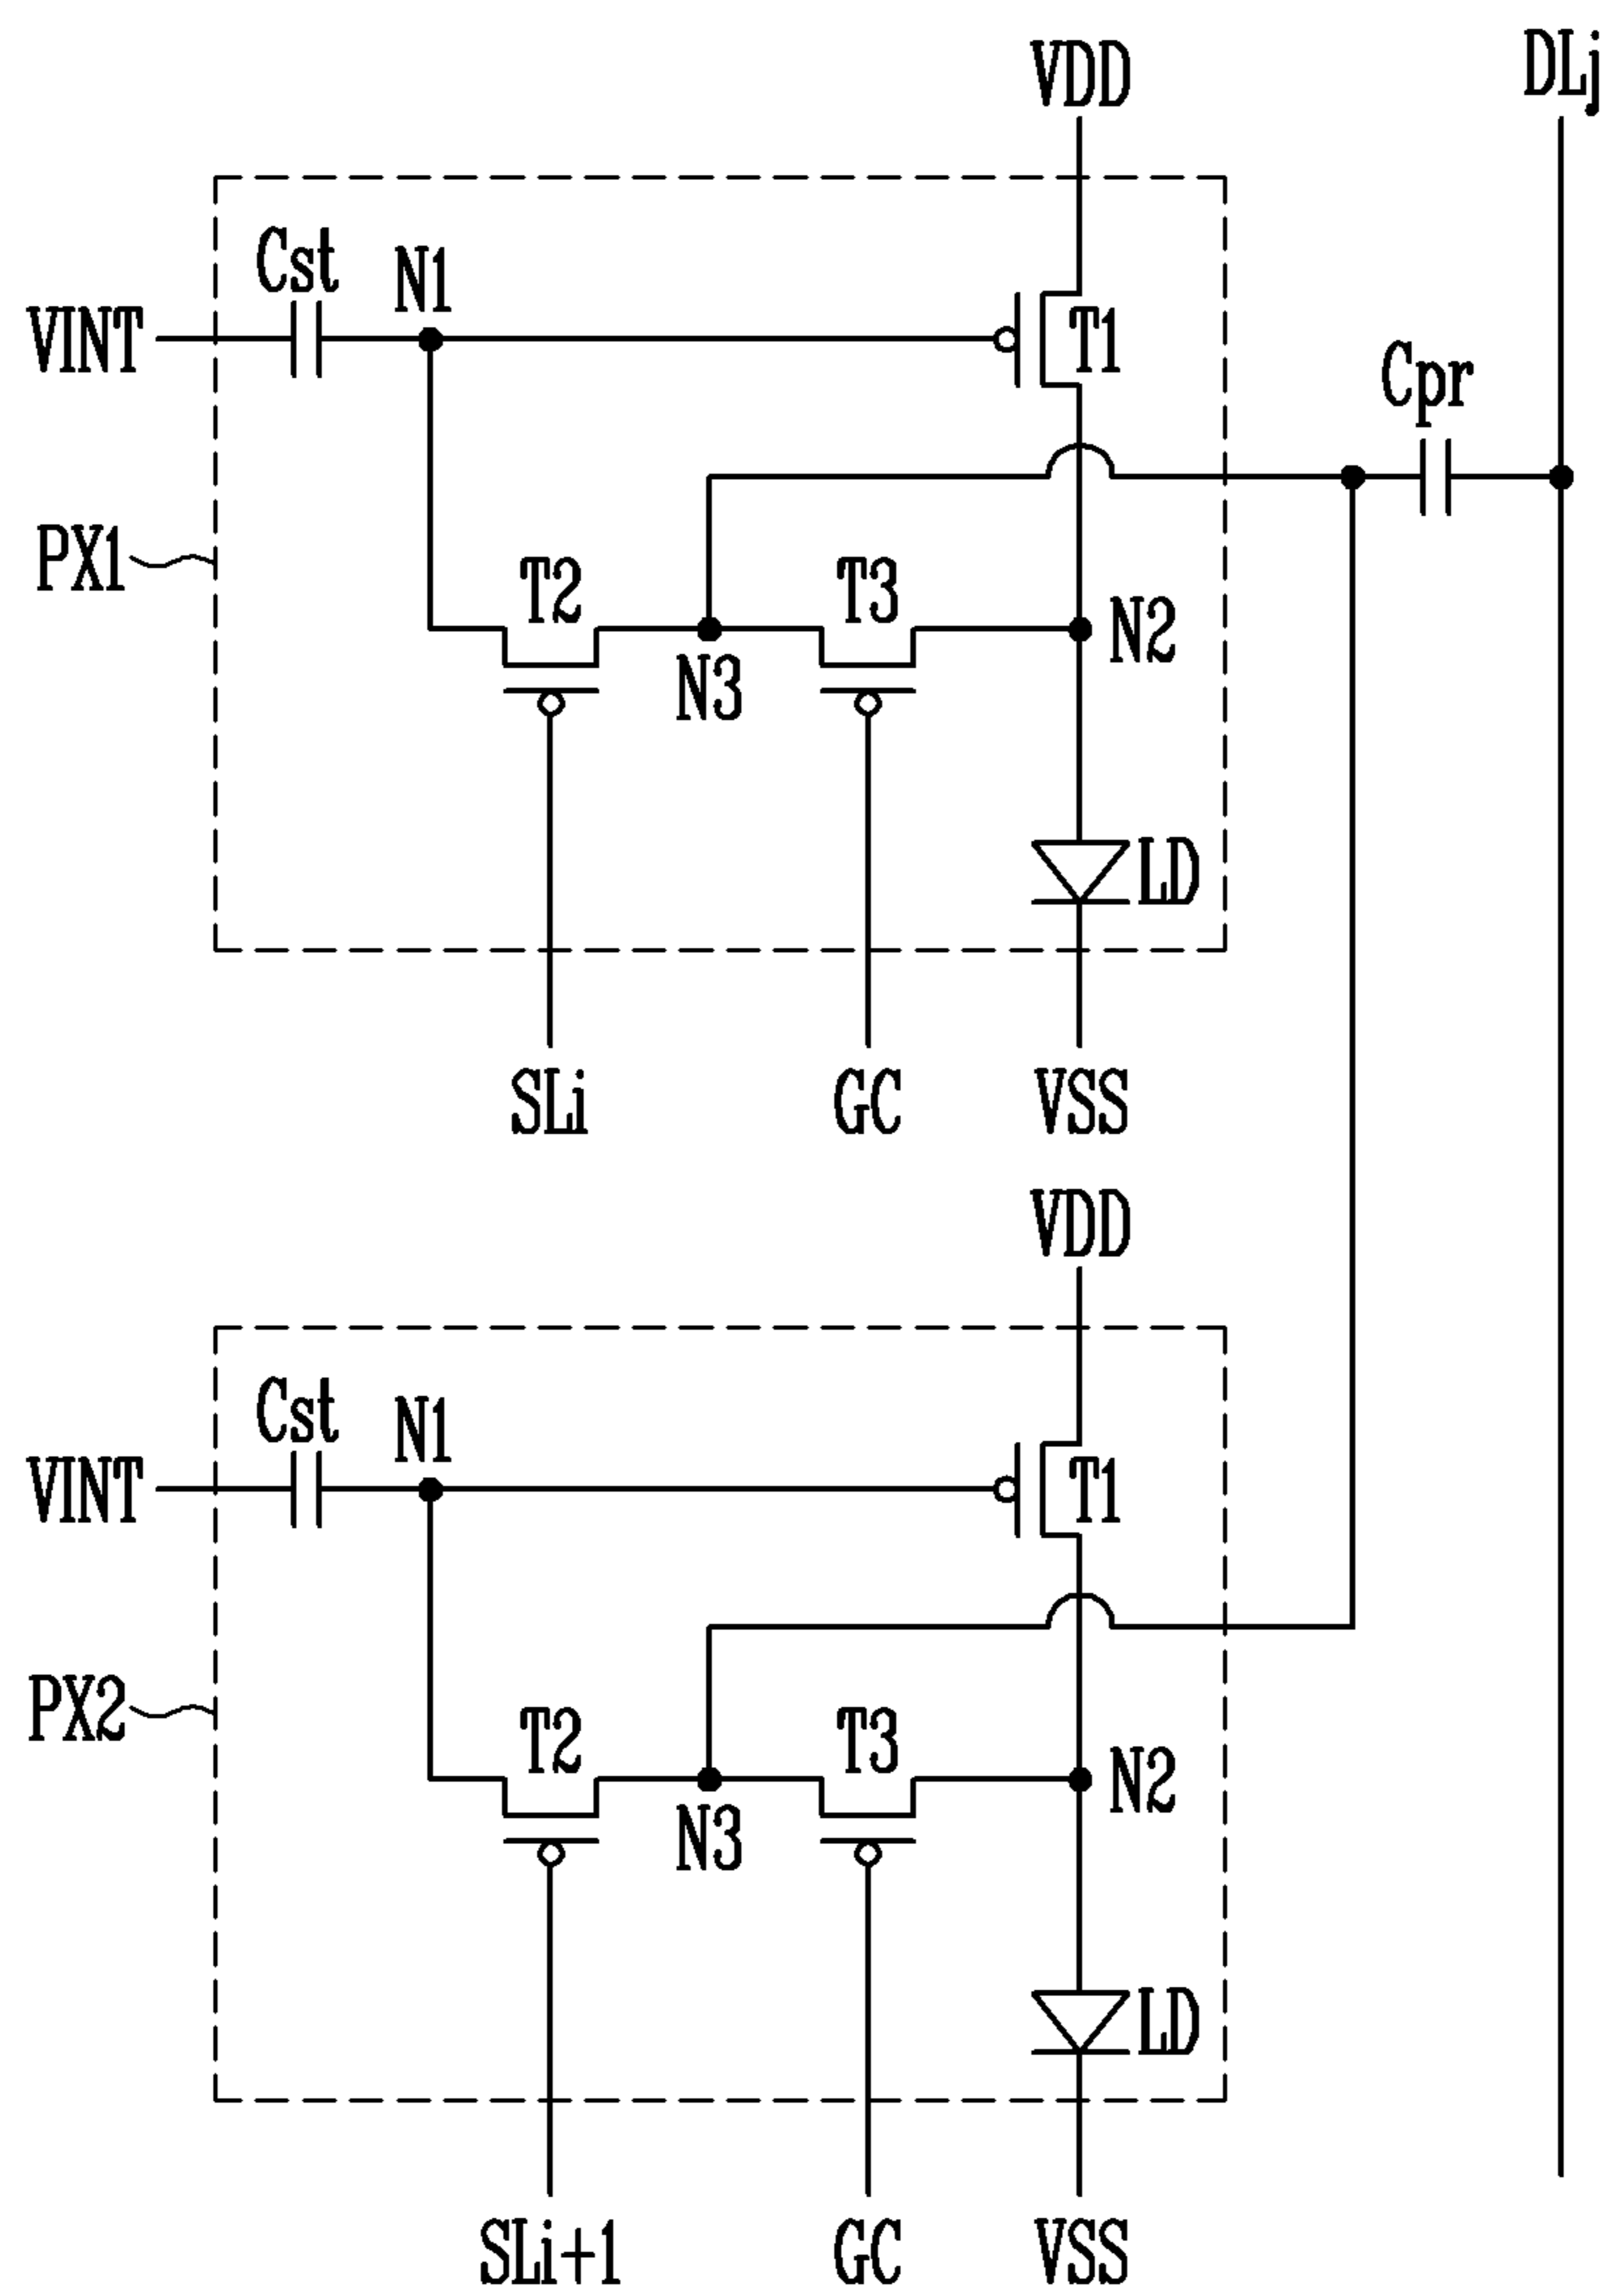 VDD
DLj
Cst
N1
VINT
T1
Cpr
PX1
T2
T3
N2
N3
LD
SLi
GC
VSS
VDD
Cst
N1
VINT
T1
PX2
T2
T3
N2
N3
LD
SLi+1
GC
VSS